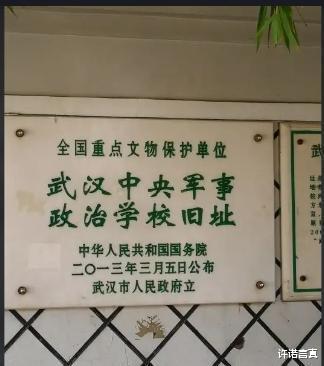 全国重点文物保护单位
武汉中央军事
政治学校旧址
中华人民共和国国务院
二〇一三年三月五日公布
武汉市人民政府立
武
许诺言真